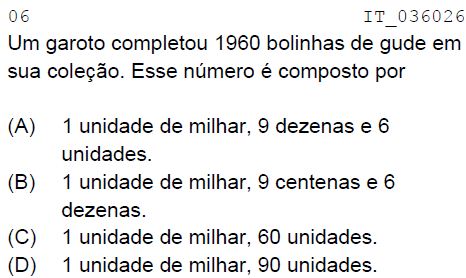 06 IT_036026
Um garoto completou 1960 bolinhas de gude em
sua coleção. Esse número é composto por
(A) 1 unidade de milhar, 9 dezenas e 6
unidades.
(B) 1 unidade de milhar, 9 centenas e 6
dezenas.
(C) 1 unidade de milhar, 60 unidades.
(D) 1 unidade de milhar, 90 unidades.